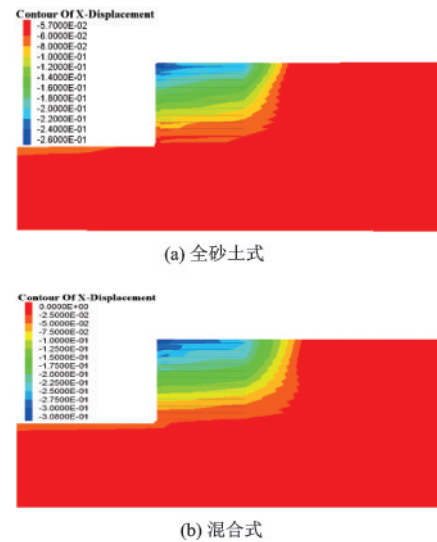 Contour Of X-Displacement
-5.7000E-02
-6.0000E-02
-8.0000E-02
-1.0000E-01
-1.2000E-01
-1.4000E-01
-1.6000E-01
-1.8000E-01
-2.0000E-01
-2.2000E-01
-2.4000E-01
-2.6000E-01
(a) 全砂土式
Contour Of X-Displacement
0.0000E+00
-2.5000E-02
-5.0000E-02
-7.5000E-02
-1.0000E-01
-1.2500E-01
-1.5000E-01
-1.7500E-01
-2.0000E-01
-2.2500E-01
-2.5000E-01
-2.7500E-01
-3.0000E-01
-3.0800E-01
(b) 混合式